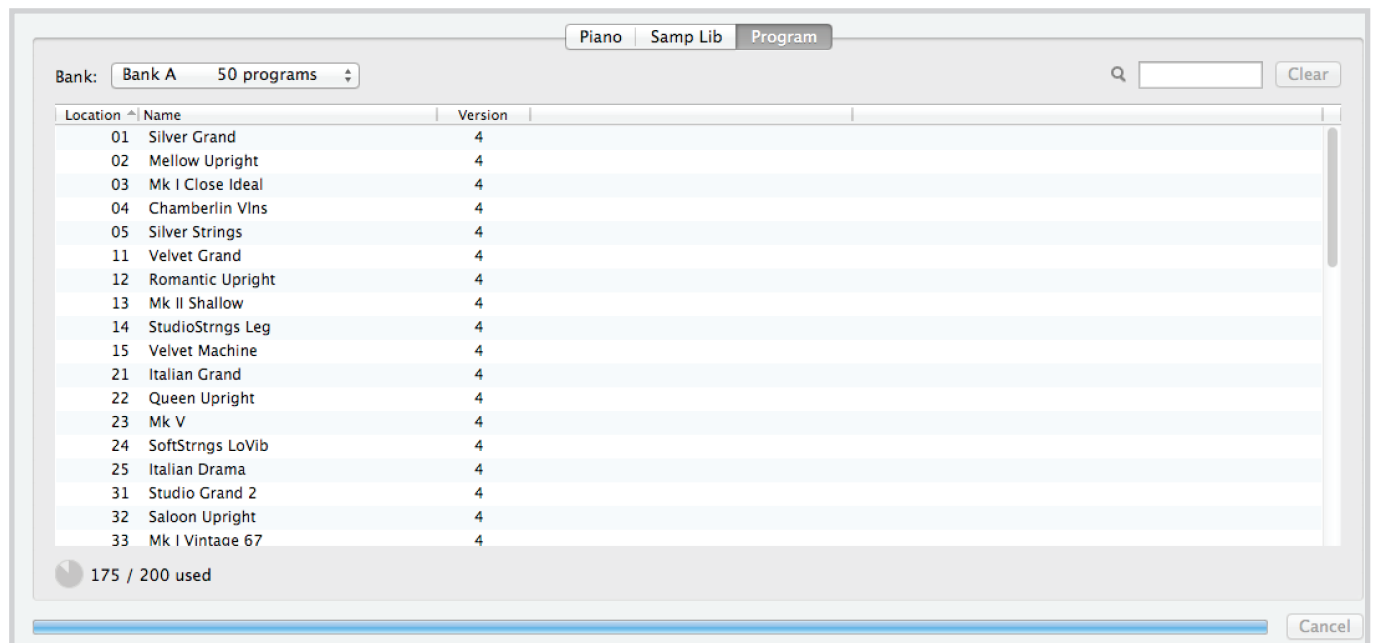 Piano Samp Lib Program
Bank: Bank A 50 programs Clear
Location Name Version
01 Silver Grand 4
02 Mellow Upright 4
03 Mk I Close Ideal 4
04 Chamberlin Vlns 4
05 Silver Strings 4
11 Velvet Grand 4
12 Romantic Upright 4
13 Mk II Shallow 4
14 StudioStrngs Leg 4
15 Velvet Machine 4
21 Italian Grand 4
22 Queen Upright 4
23 Mk V 4
24 SoftStrngs LoVib 4
25 Italian Drama 4
31 Studio Grand 2 4
32 Saloon Upright 4
33 Mk I Vintage 67 4
175 / 200 used
Cancel